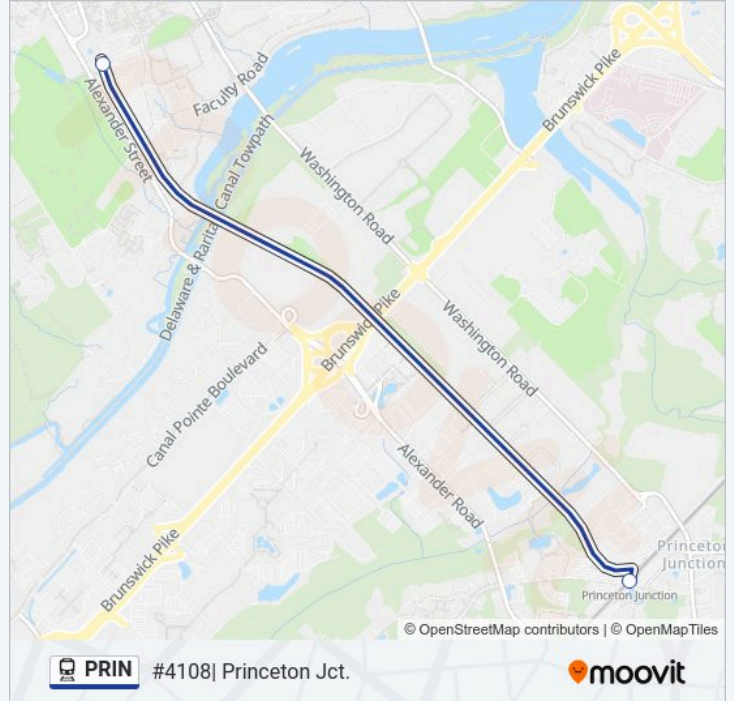 Faculty Road
Brunswick Pike
Alexander Street
Delaware & Raritan Canal Towpath
Washington Road
Brunswick Pike
Washington Road
Canal Pointe Boulevard
Alexander Road
Brunswick Pike
Princeton
Junction
Princeton Junction
© OpenStreetMap contributors | © OpenMapTiles
PRIN #4108| Princeton Jct.
moovit